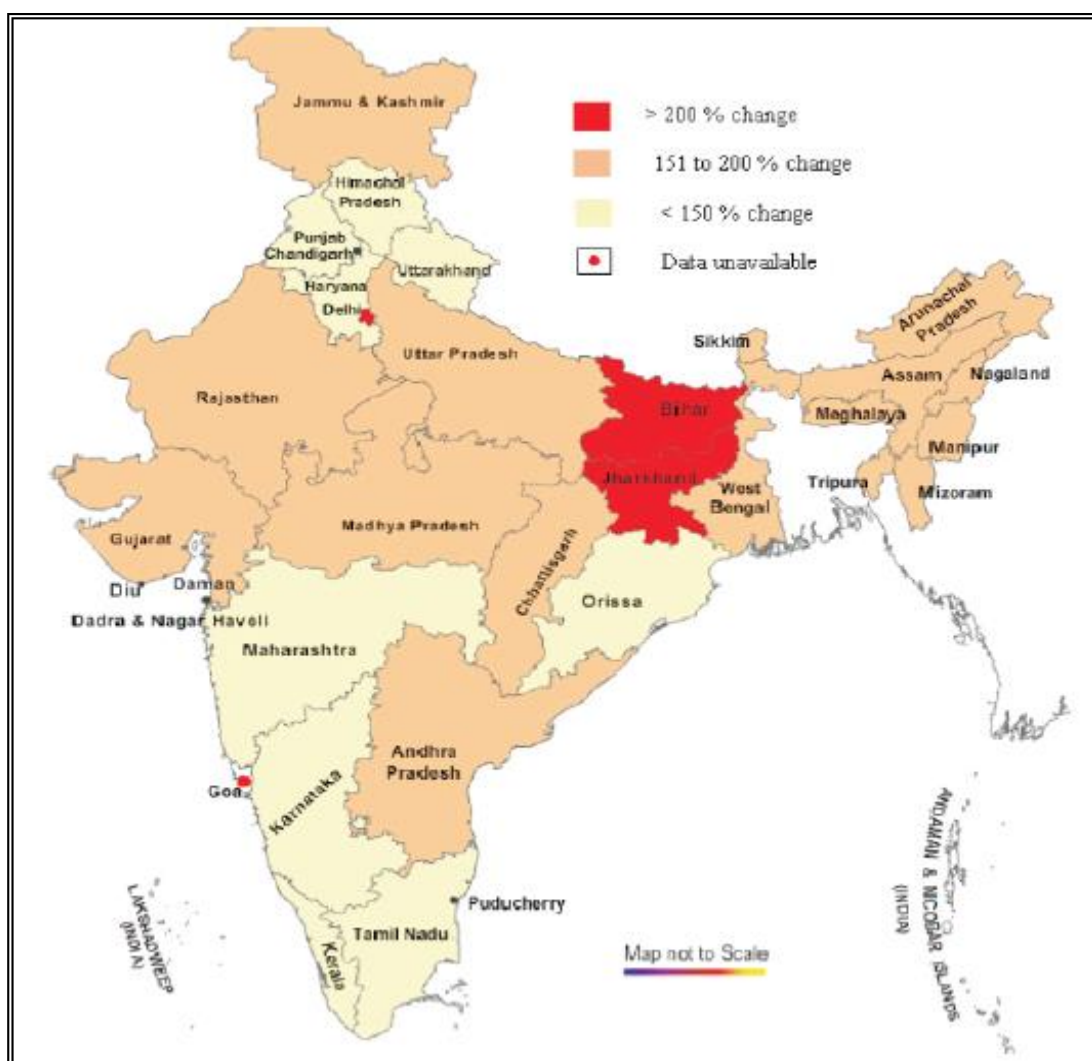 Jammu & Kashmir
> 200 % change
151 to 200 % change
< 150 % change
Data unavailable
Himachal
Pradesh
Punjab
Chandigarh
Uttarakhand
Haryana
Delhi
Uttar Pradesh
Rajasthan
Sikkim
Arunachal
Pradesh
Assam
Nagaland
Meghalaya
Manipur
Tripura
Mizoram
Bihar
Jharkhand
West
Bengal
Madhya Pradesh
Gujarat
Chhattisgarh
Diu
Daman
Dadra & Nagar Haveli
Orissa
Maharashtra
Andhra
Pradesh
Goa
Karnataka
Puducherry
Tamil Nadu
Kerala
LAKSHADWEEP
(INDIA)
ANDAMAN & NICOBAR ISLANDS
(INDIA)
Map not to Scale